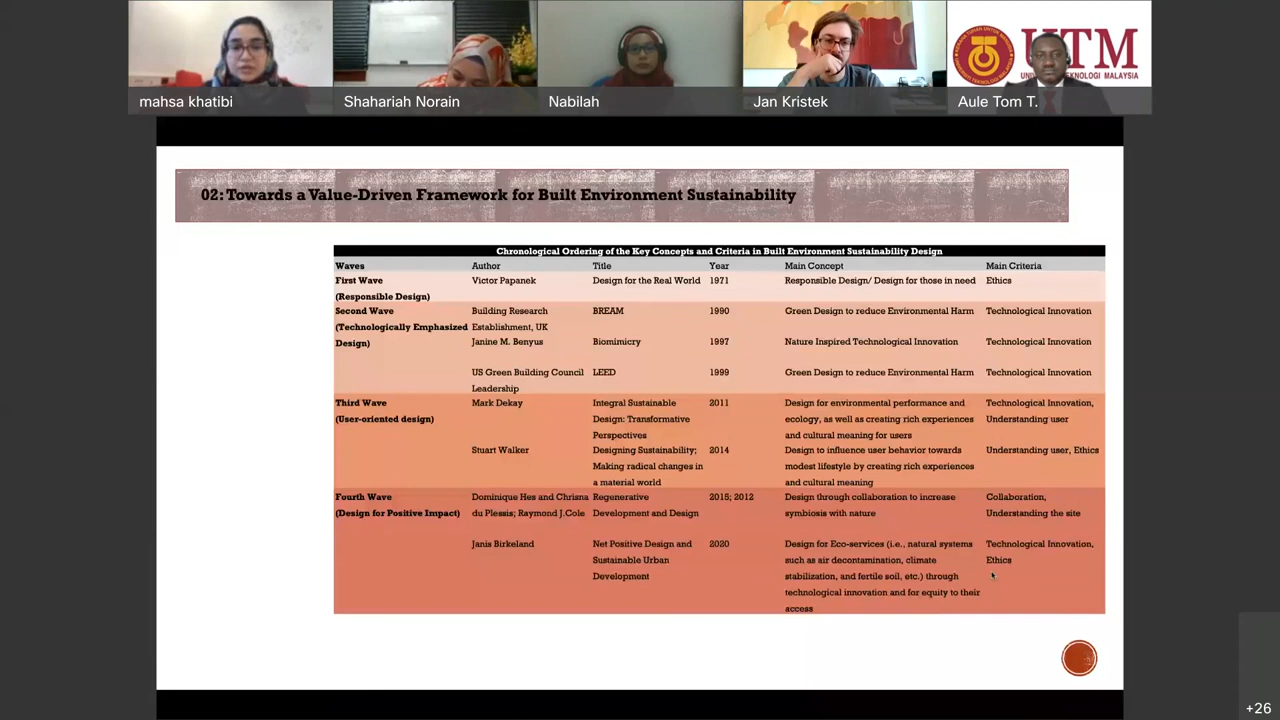 mahsa khatibi
Shahariah Norain
Nabilah
Jan Kristek
Aule Tom T.
UTM
02: Towards a Value-Driven Framework for Built Environment Sustainability
Chronological Ordering of the Key Concepts and Criteria in Built Environment Sustainability Design
Waves Author Title Year Main Concept Main Criteria
First Wave Victor Papanek Design for the Real World 1971 Responsible Design/ Design for those in need Ethics
(Responsible Design)
Second Wave Building Research BREAM 1990 Green Design to reduce Environmental Harm Technological Innovation
(Technologically Emphasized Establishment, UK
Design) Janine M. Benyus Biomimicry 1997 Nature Inspired Technological Innovation Technological Innovation
US Green Building Council LEED 1999 Green Design to reduce Environmental Harm Technological Innovation
Leadership
Third Wave Mark Dekay Integral Sustainable 2011 Design for environmental performance and Technological Innovation,
(User-oriented design) Design: Transformative ecology, as well as creating rich experiences Understanding user
Perspectives and cultural meaning for users
Stuart Walker Designing Sustainability; 2014 Design to influence user behavior towards Understanding user, Ethics
Making radical changes in modest lifestyle by creating rich experiences
a material world and cultural meaning
Fourth Wave Dominique Hes and Chrisna Regenerative 2015; 2012 Design through collaboration to increase Collaboration,
(Design for Positive Impact) du Plessis; Raymond J.Cole Development and Design symbiosis with nature Understanding the site
Janis Birkeland Net Positive Design and 2020 Design for Eco-services (i.e., natural systems Technological Innovation,
Sustainable Urban such as air decontamination, climate Ethics
Development stabilization, and fertile soil, etc.) through
technological innovation and for equity to their
access
+26